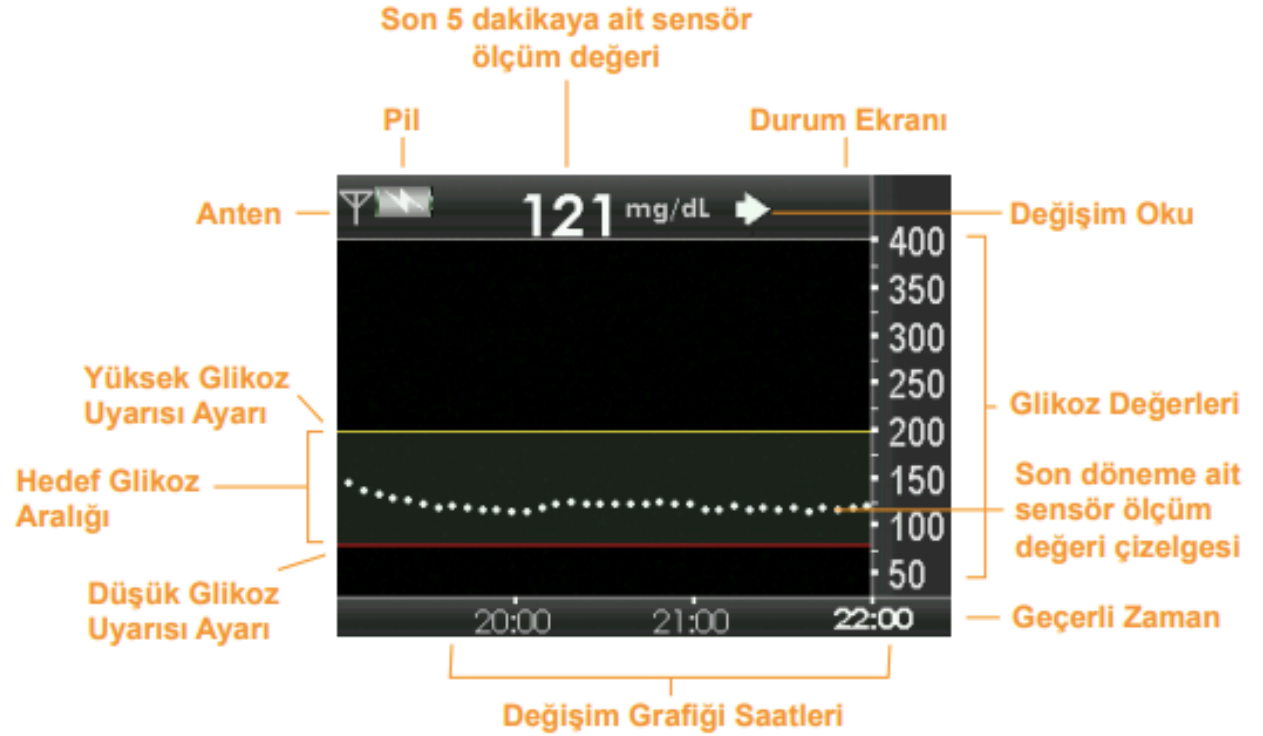 Son 5 dakikaya ait sensör
ölçüm değeri
Pil
Durum Ekranı
Anten
121 mg/dL
Değişim Oku
400
350
300
250
200
150
100
50
Yüksek Glikoz
Uyarısı Ayarı
Glikoz Değerleri
Hedef Glikoz
Aralığı
Son döneme ait
sensör ölçüm
değeri çizelgesi
Düşük Glikoz
Uyarısı Ayarı
20:00 21:00 22:00
Geçerli Zaman
Değişim Grafiği Saatleri